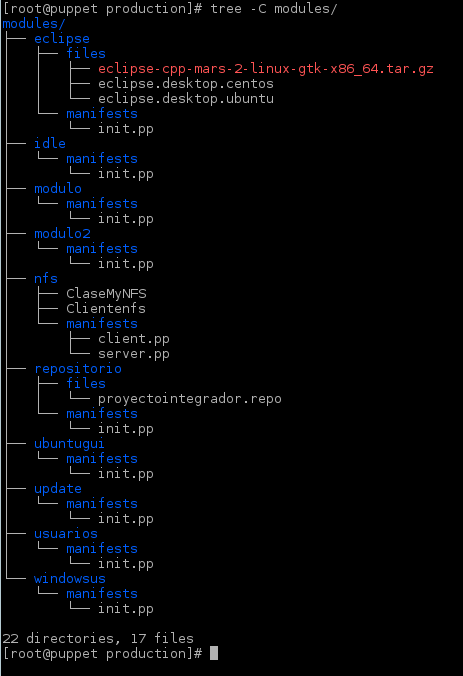 [root@puppet production]# tree -C modules/
modules/
├── eclipse
│   ├── files
│   │   ├── eclipse-cpp-mars-2-linux-gtk-x86_64.tar.gz
│   │   ├── eclipse.desktop.centos
│   │   └── eclipse.desktop.ubuntu
│   └── manifests
│       └── init.pp
├── idle
│   └── manifests
│       └── init.pp
├── modulo
│   └── manifests
│       └── init.pp
├── modulo2
│   └── manifests
│       └── init.pp
├── nfs
│   ├── ClaseMyNFS
│   ├── Clientenfs
│   └── manifests
│       ├── client.pp
│       └── server.pp
├── repositorio
│   ├── files
│   │   └── proyectointegrador.repo
│   └── manifests
│       └── init.pp
├── ubuntugui
│   └── manifests
│       └── init.pp
├── update
│   └── manifests
│       └── init.pp
├── usuarios
│   └── manifests
│       └── init.pp
└── windowsus
    └── manifests
        └── init.pp

22 directories, 17 files
[root@puppet production]#